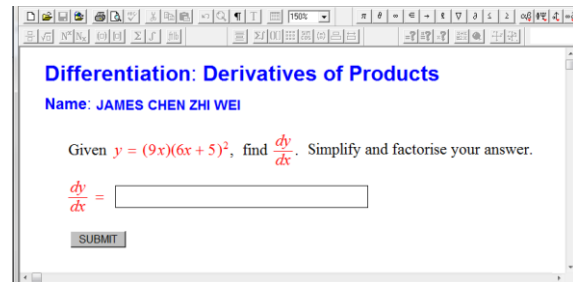 150%
Differentiation: Derivatives of Products
Name: JAMES CHEN ZHI WEI
Given y = (9x)(6x + 5)², find dy/dx. Simplify and factorise your answer.
dy/dx =
SUBMIT